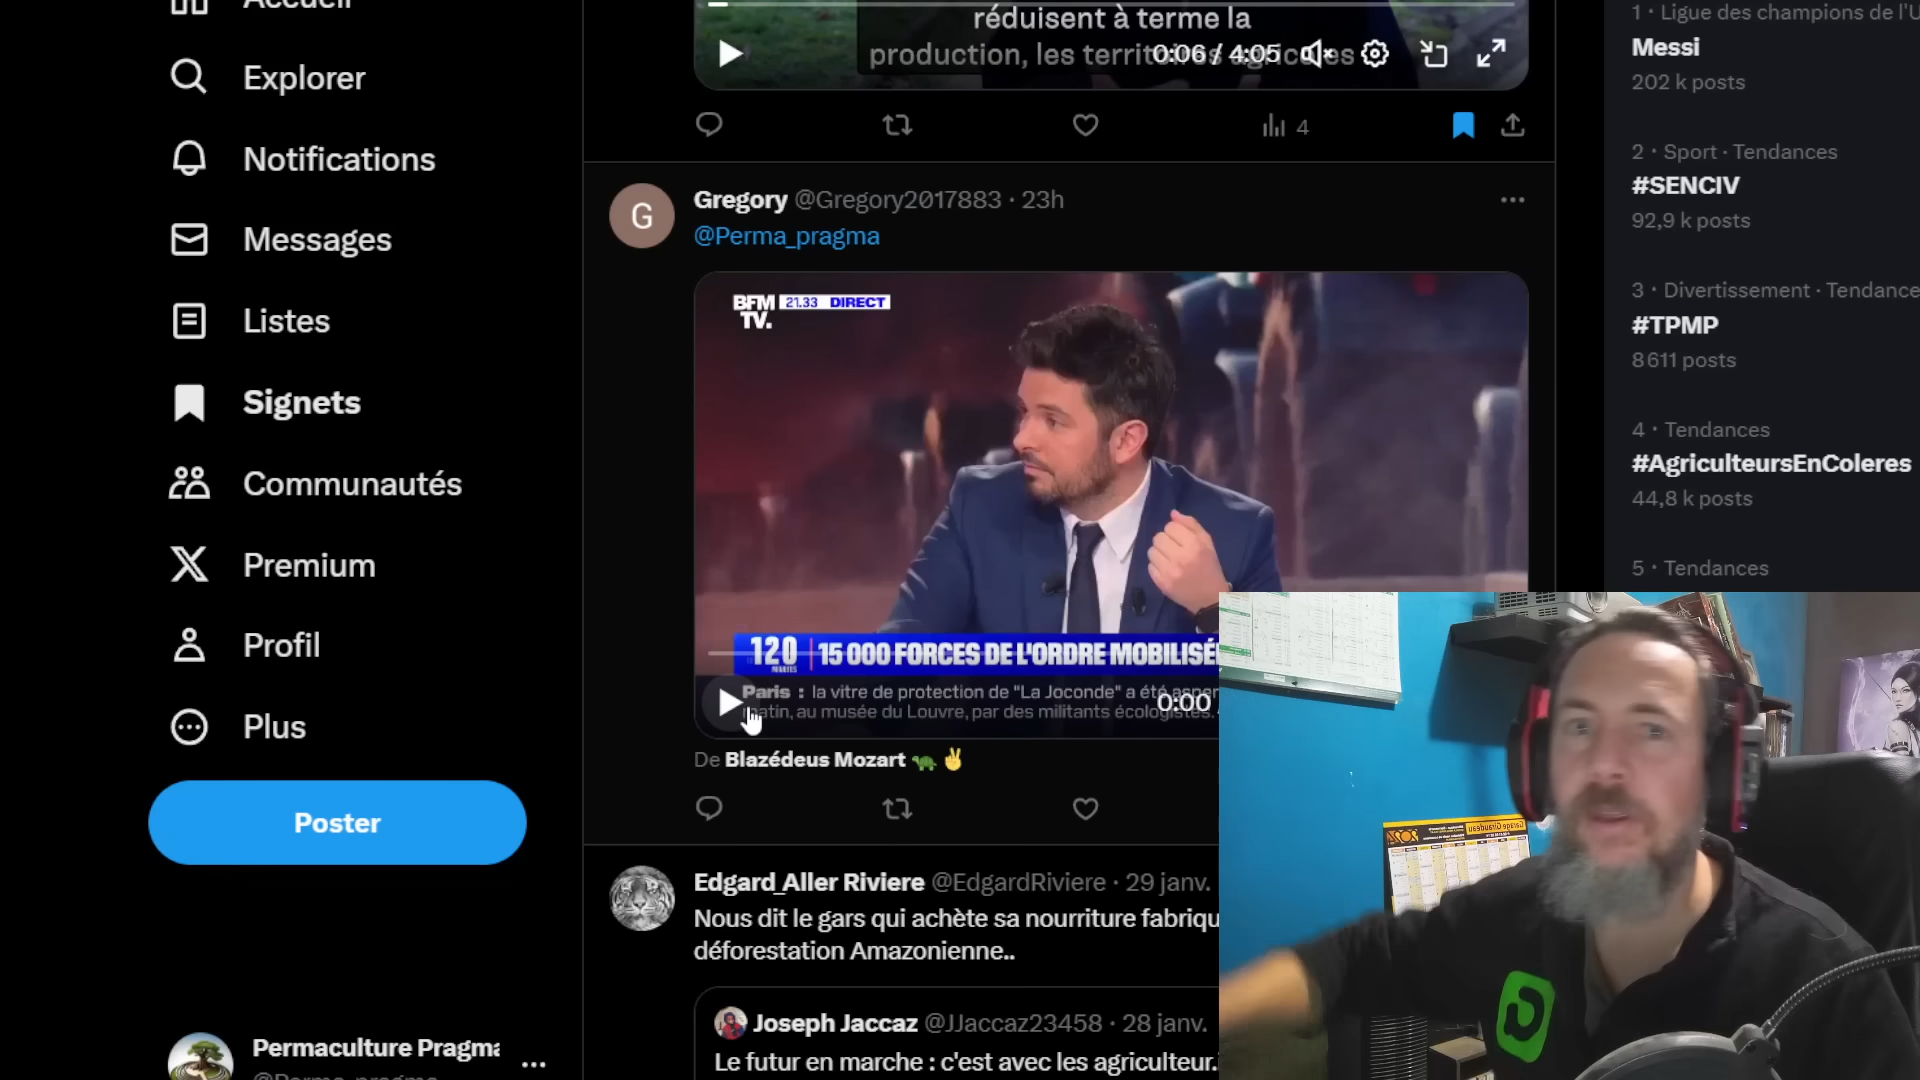 Accueil
Explorer
Notifications
Messages
Listes
Signets
Communautés
Premium
Profil
Plus
Poster
Permaculture Pragma
réduisent à terme la
production, les territoires agricoles
0:06 / 4:05
4
Gregory @Gregory2017883 · 23h
@Perma_pragma
BFM
TV.
21.33 DIRECT
120
MINUTES
15 000 FORCES DE L'ORDRE MOBILISÉ
Paris : la vitre de protection de "La Joconde" a été asper
matin, au musée du Louvre, par des militants écologistes.
0:00
De Blazédeus Mozart 🐢✌
Edgard_Aller Riviere @EdgardRiviere · 29 janv.
Nous dit le gars qui achète sa nourriture fabriqu
déforestation Amazonienne..
Joseph Jaccaz @JJaccaz23458 · 28 janv.
Le futur en marche : c'est avec les agriculteur.
1 · Ligue des champions de l'U
Messi
202 k posts
2 · Sport · Tendances
#SENCIV
92,9 k posts
3 · Divertissement · Tendance
#TPMP
8 611 posts
4 · Tendances
#AgriculteursEnColeres
44,8 k posts
5 · Tendances